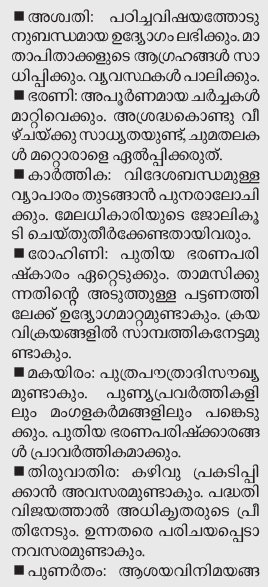 ■ അശ്വതി: പഠിച്ചവിഷയത്തോടു
നുബന്ധമായ ഉദ്യോഗം ലഭിക്കും. മാ
താപിതാക്കളുടെ ആഗ്രഹങ്ങൾ സാ
ധിപ്പിക്കും. വ്യവസ്ഥകൾ പാലിക്കും.
■ ഭരണി: അപൂർണമായ ചർച്ചകൾ
മാറ്റിവെക്കും. അശ്രദ്ധകൊണ്ടു വീ
ഴ്ചയ്ക്കു സാധ്യതയുണ്ട്, ചുമതലക
ൾ മറ്റൊരാളെ ഏൽപ്പിക്കരുത്.
■ കാർത്തിക: വിദേശബന്ധമുള്ള
വ്യാപാരം തുടങ്ങാൻ പുനരാലോചി
ക്കും. മേലധികാരിയുടെ ജോലികൂ
ടി ചെയ്തുതീർക്കേണ്ടതായിവരും.
■ രോഹിണി: പുതിയ ഭരണപരി
ഷ്കാരം ഏറ്റെടുക്കും. താമസിക്കു
ന്നതിന്റെ അടുത്തുള്ള പട്ടണത്തി
ലേക്ക് ഉദ്യോഗമാറ്റമുണ്ടാകും. ക്രയ
വിക്രയങ്ങളിൽ സാമ്പത്തികനേട്ടമു
ണ്ടാകും.
■ മകയിരം: പുത്രപൗത്രാദിസൗഖ്യ
മുണ്ടാകും. പുണ്യപ്രവർത്തികളി
ലും മംഗളകർമങ്ങളിലും പങ്കെടു
ക്കും. പുതിയ ഭരണപരിഷ്ക്കാരങ്ങ
ൾ പ്രാവർത്തികമാക്കും.
■ തിരുവാതിര: കഴിവു പ്രകടിപ്പി
ക്കാൻ അവസരമുണ്ടാകും. പദ്ധതി
വിജയത്താൽ അധികൃതരുടെ പ്രീ
തിനേടും. ഉന്നതരെ പരിചയപ്പെടാ
നവസരമുണ്ടാകും.
■ പുണർതം: ആശയവിനിമയങ്ങ